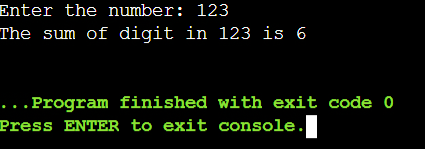 Enter the number: 123
The sum of digit in 123 is 6
...Program finished with exit code 0
Press ENTER to exit console.